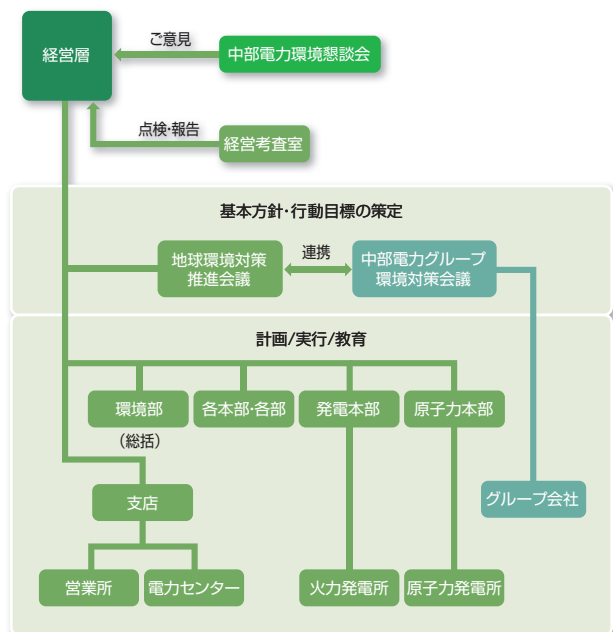 経営層
ご意見
中部電力環境懇談会
点検・報告
経営考査室
基本方針・行動目標の策定
地球環境対策
推進会議
連携
中部電力グループ
環境対策会議
計画/実行/教育
環境部
各本部・各部
発電本部
原子力本部
（総括）
支店
グループ会社
営業所
電力センター
火力発電所
原子力発電所